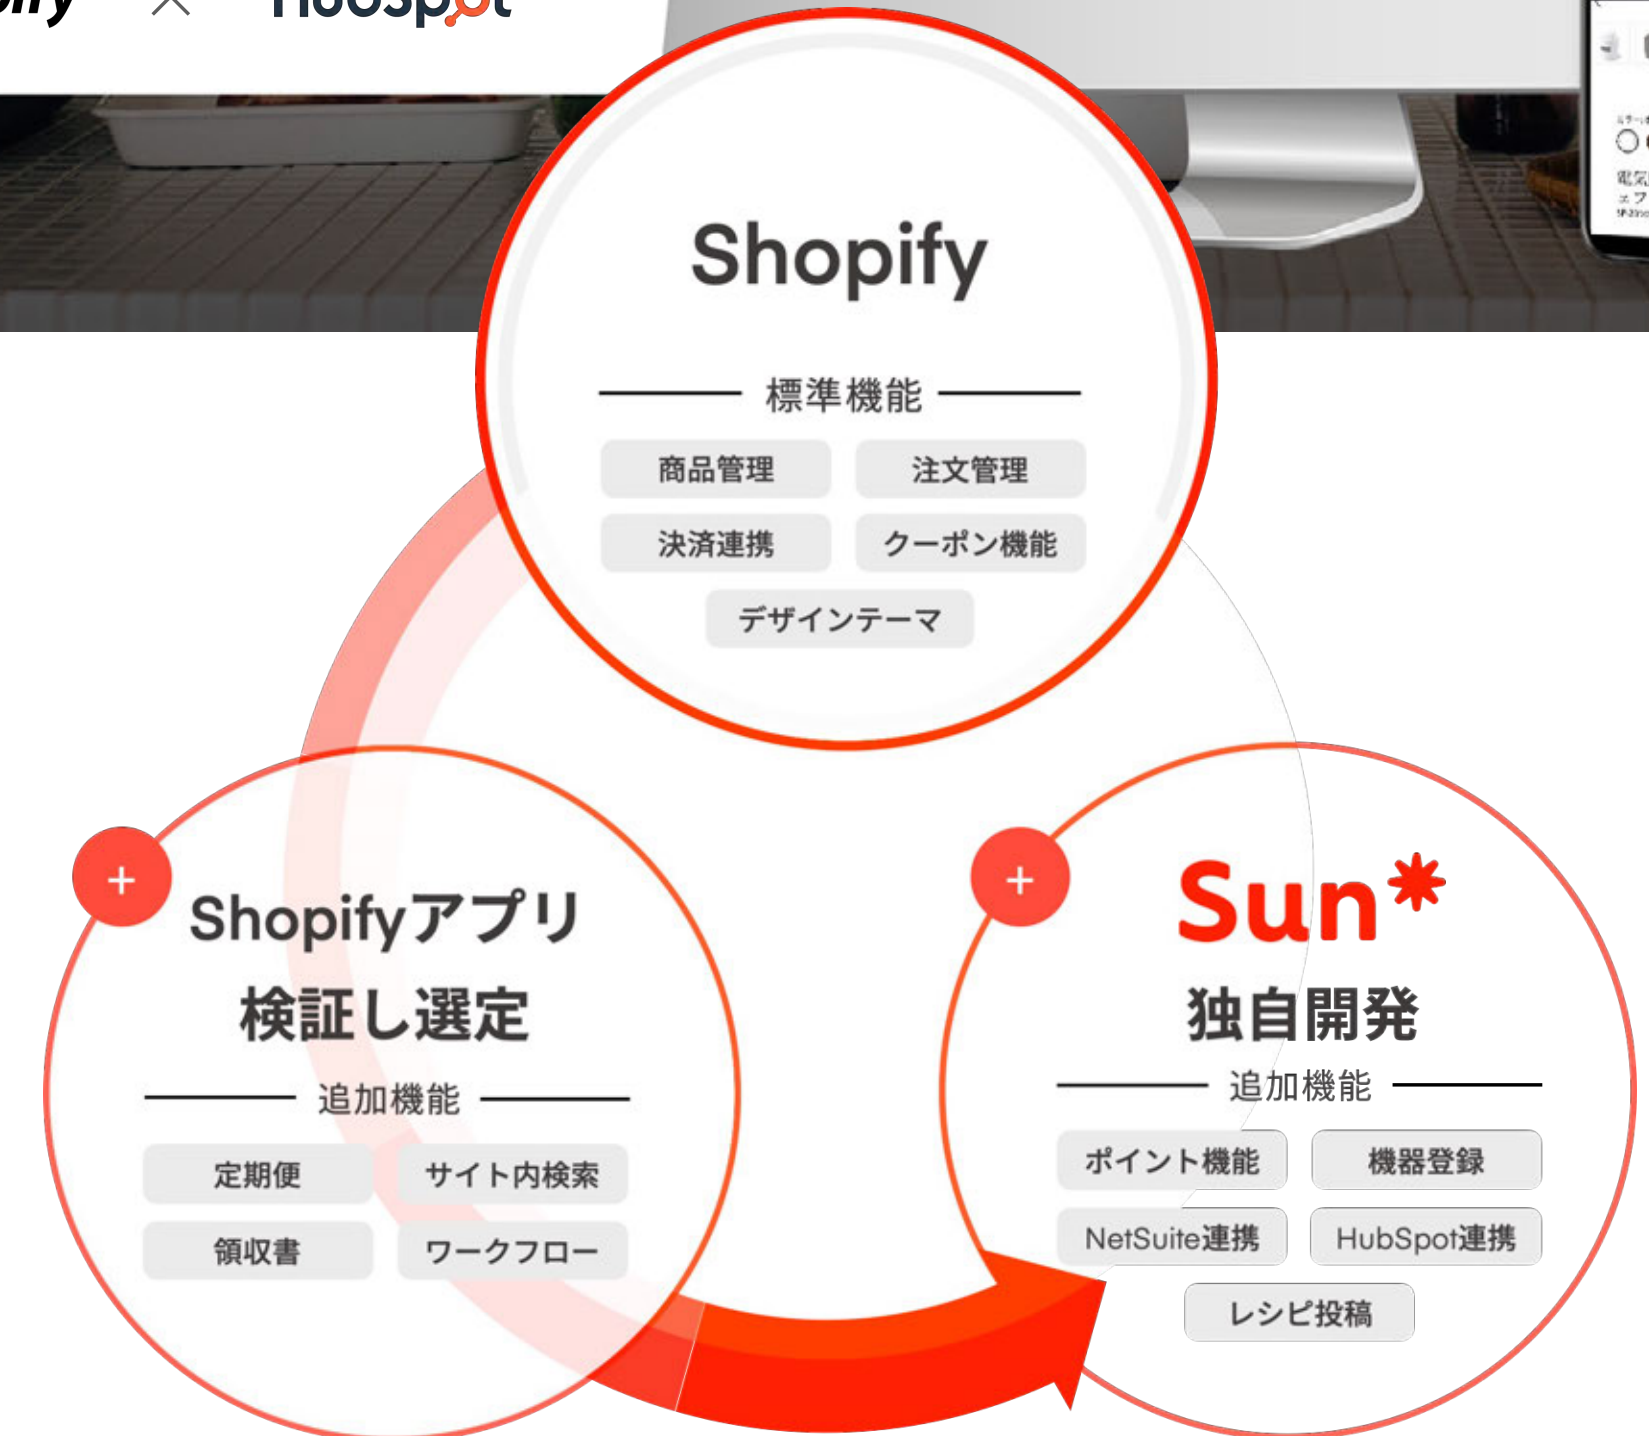 HubSpot
Shopify
標準機能
商品管理
注文管理
決済連携
クーポン機能
デザインテーマ
+
Shopifyアプリ
検証し選定
追加機能
定期便
サイト内検索
領収書
ワークフロー
+
Sun*
独自開発
追加機能
ポイント機能
機器登録
NetSuite連携
HubSpot連携
レシピ投稿